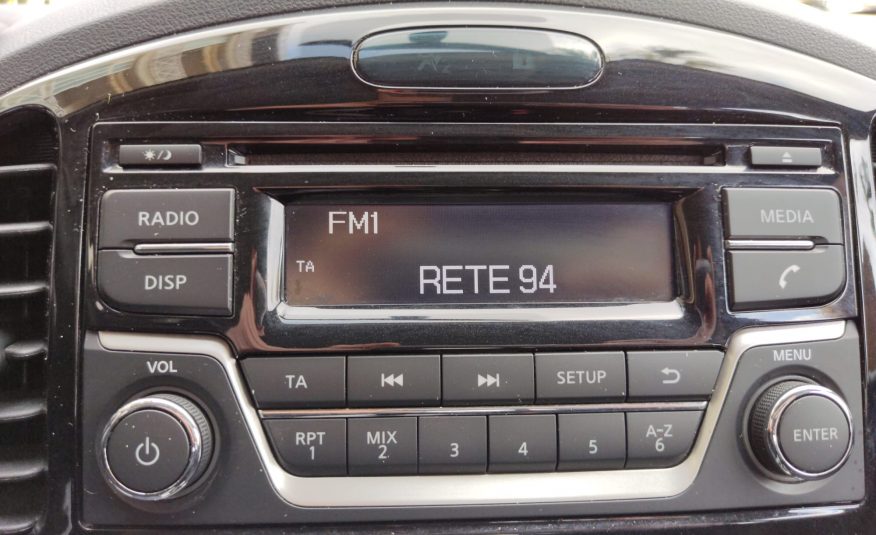 RADIO
DISP
FM1
TA
RETE 94
MEDIA
VOL
MENU
TA
SETUP
RPT
1
MIX
2
3
4
5
A-Z
6
ENTER